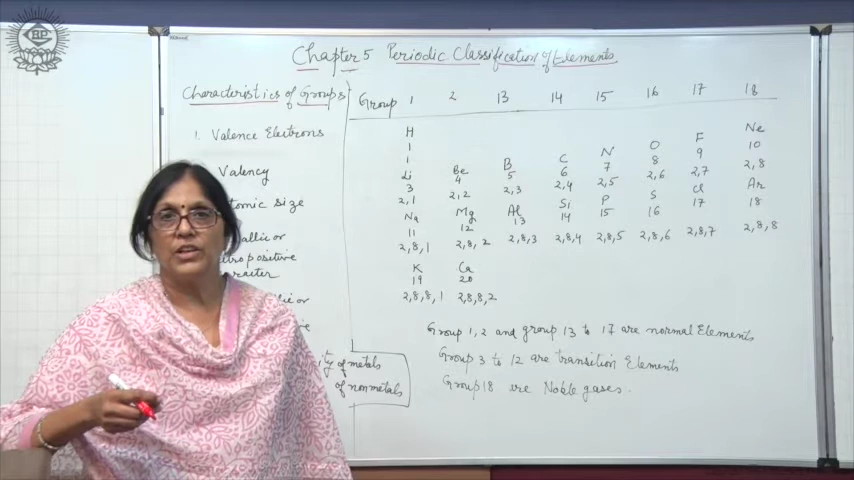 BP
Chapter 5 Periodic Classification of Elements
Characteristics of Groups
1. Valence Electrons
Valency
tomic size
allic or
ctropositive
aracter
llic or
ity of metals
of nonmetals
Group 1 2 13 14 15 16 17 18
H Ne
1 F 10
1 C N O 9 2,8
Li Be B 6 7 8 2,7 Ar
3 4 5 2,4 2,5 2,6 Cl 18
2,1 2,2 2,3 Si P S 17 2,8,8
Na Mg Al 14 15 16 2,8,7
11 12 13 2,8,4 2,8,5 2,8,6
2,8,1 2,8,2 2,8,3
K Ca
19 20
2,8,8,1 2,8,8,2
Group 1,2 and group 13 to 17 are normal Elements
Group 3 to 12 are transition Elements
Group 18 are Noble gases.